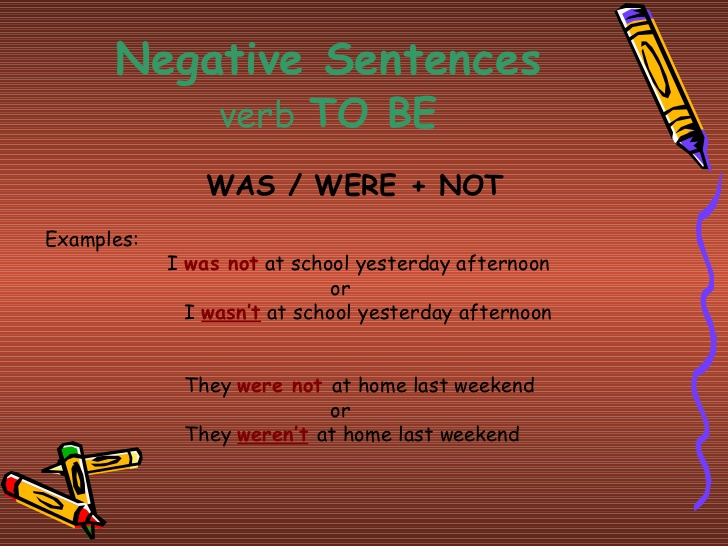 Negative Sentences
verb TO BE
WAS / WERE + NOT
Examples:
I was not at school yesterday afternoon
or
I wasn’t at school yesterday afternoon
They were not at home last weekend
or
They weren’t at home last weekend